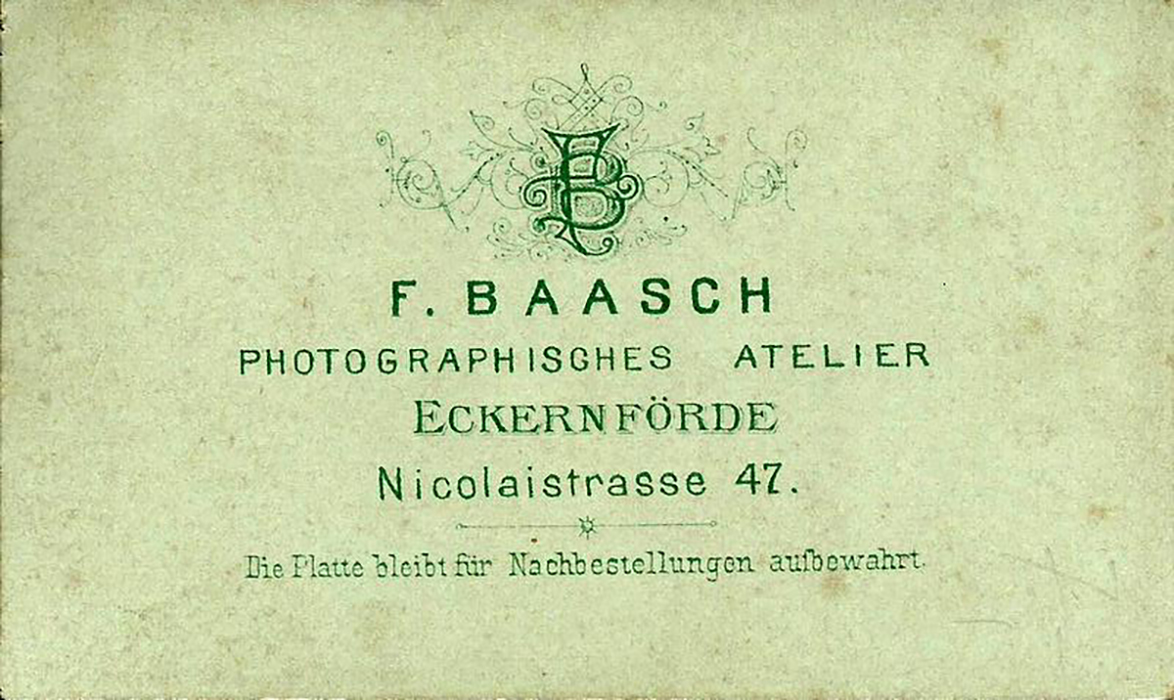 FB
F. BAASCH
PHOTOGRAPHISCHES ATELIER
ECKERNFÖRDE
Nicolaistrasse 47.
Die Platte bleibt für Nachbestellungen aufbewahrt.